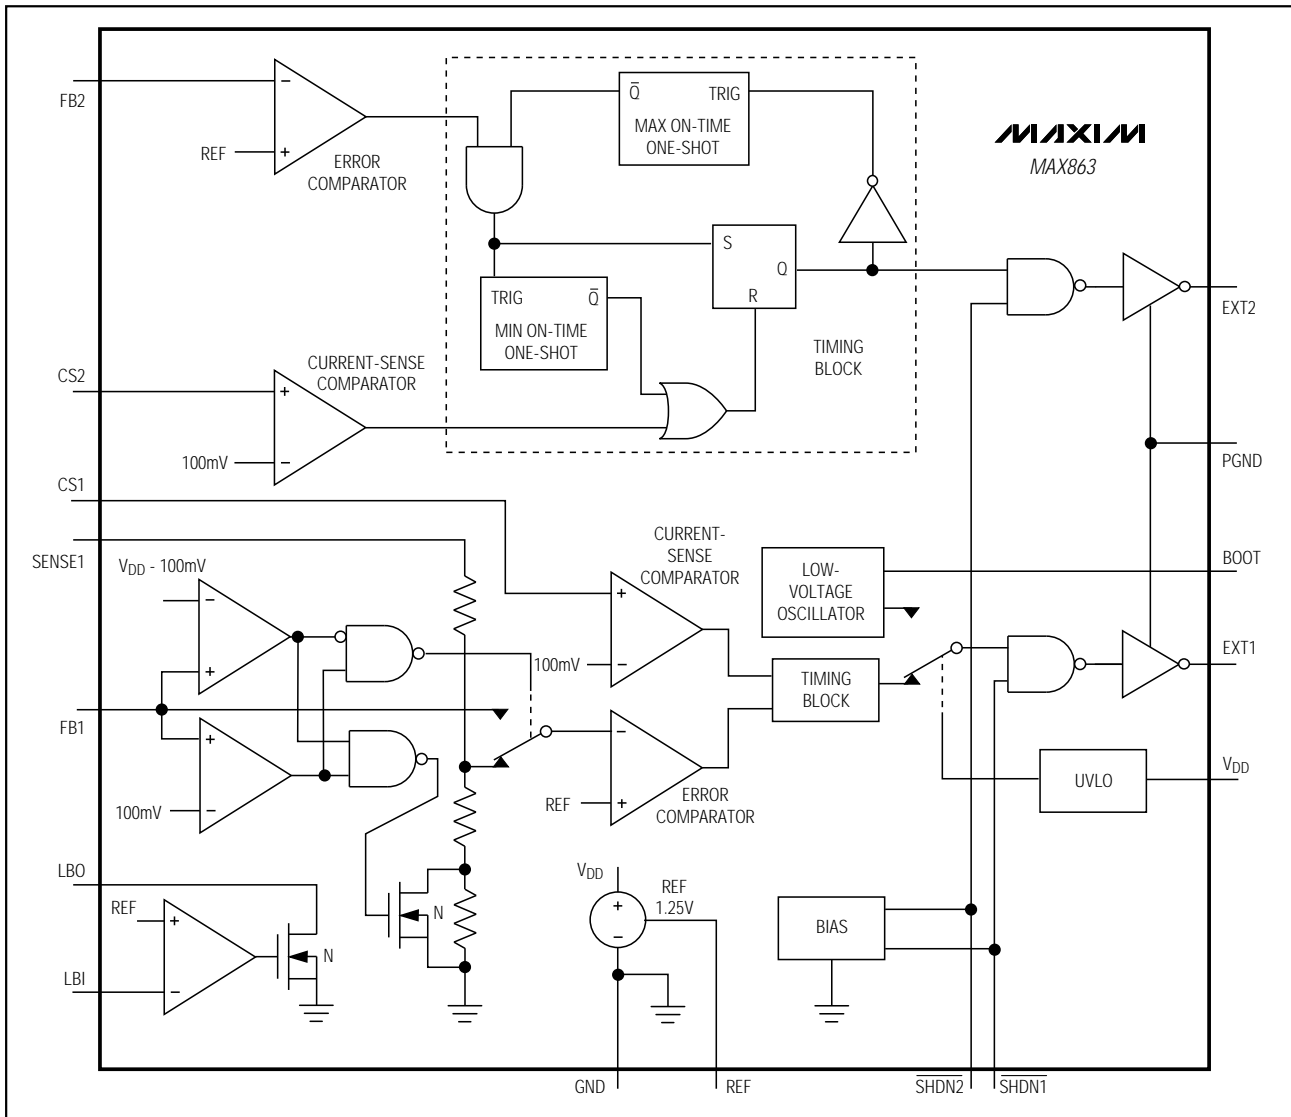 FB2
REF
−
+
ERROR
COMPARATOR
Q̅
TRIG
MAX ON-TIME
ONE-SHOT
MAXIM
MAX863
S
Q
R
TRIG
Q̅
MIN ON-TIME
ONE-SHOT
TIMING
BLOCK
EXT2
CS2
CURRENT-SENSE
COMPARATOR
+
100mV
−
PGND
CS1
SENSE1
VDD - 100mV
−
+
CURRENT-
SENSE
COMPARATOR
+
100mV
−
LOW-
VOLTAGE
OSCILLATOR
BOOT
EXT1
TIMING
BLOCK
FB1
+
100mV
−
−
REF
+
ERROR
COMPARATOR
UVLO
VDD
LBO
REF
+
LBI
−
N
N
VDD
+
−
REF
1.25V
BIAS
GND
REF
S̅H̅D̅N̅2̅
S̅H̅D̅N̅1̅